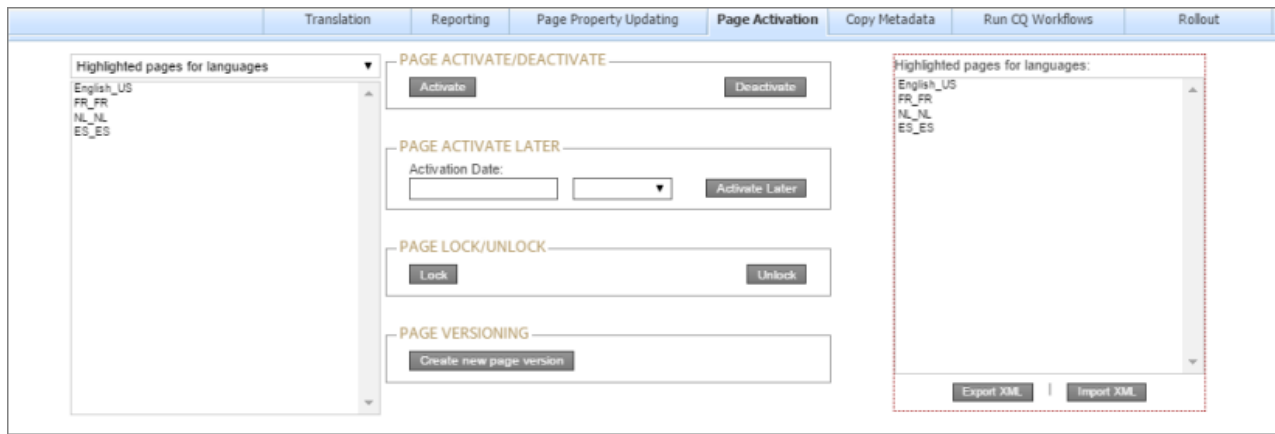 Translation
Reporting
Page Property Updating
Page Activation
Copy Metadata
Run CQ Workflows
Rollout
Highlighted pages for languages
English_US
FR_FR
NL_NL
ES_ES
PAGE ACTIVATE/DEACTIVATE
Activate
Deactivate
PAGE ACTIVATE LATER
Activation Date:
Activate Later
PAGE LOCK/UNLOCK
Lock
Unlock
PAGE VERSIONING
Create new page version
Highlighted pages for languages:
English_US
FR_FR
NL_NL
ES_ES
Export XML | Import XML